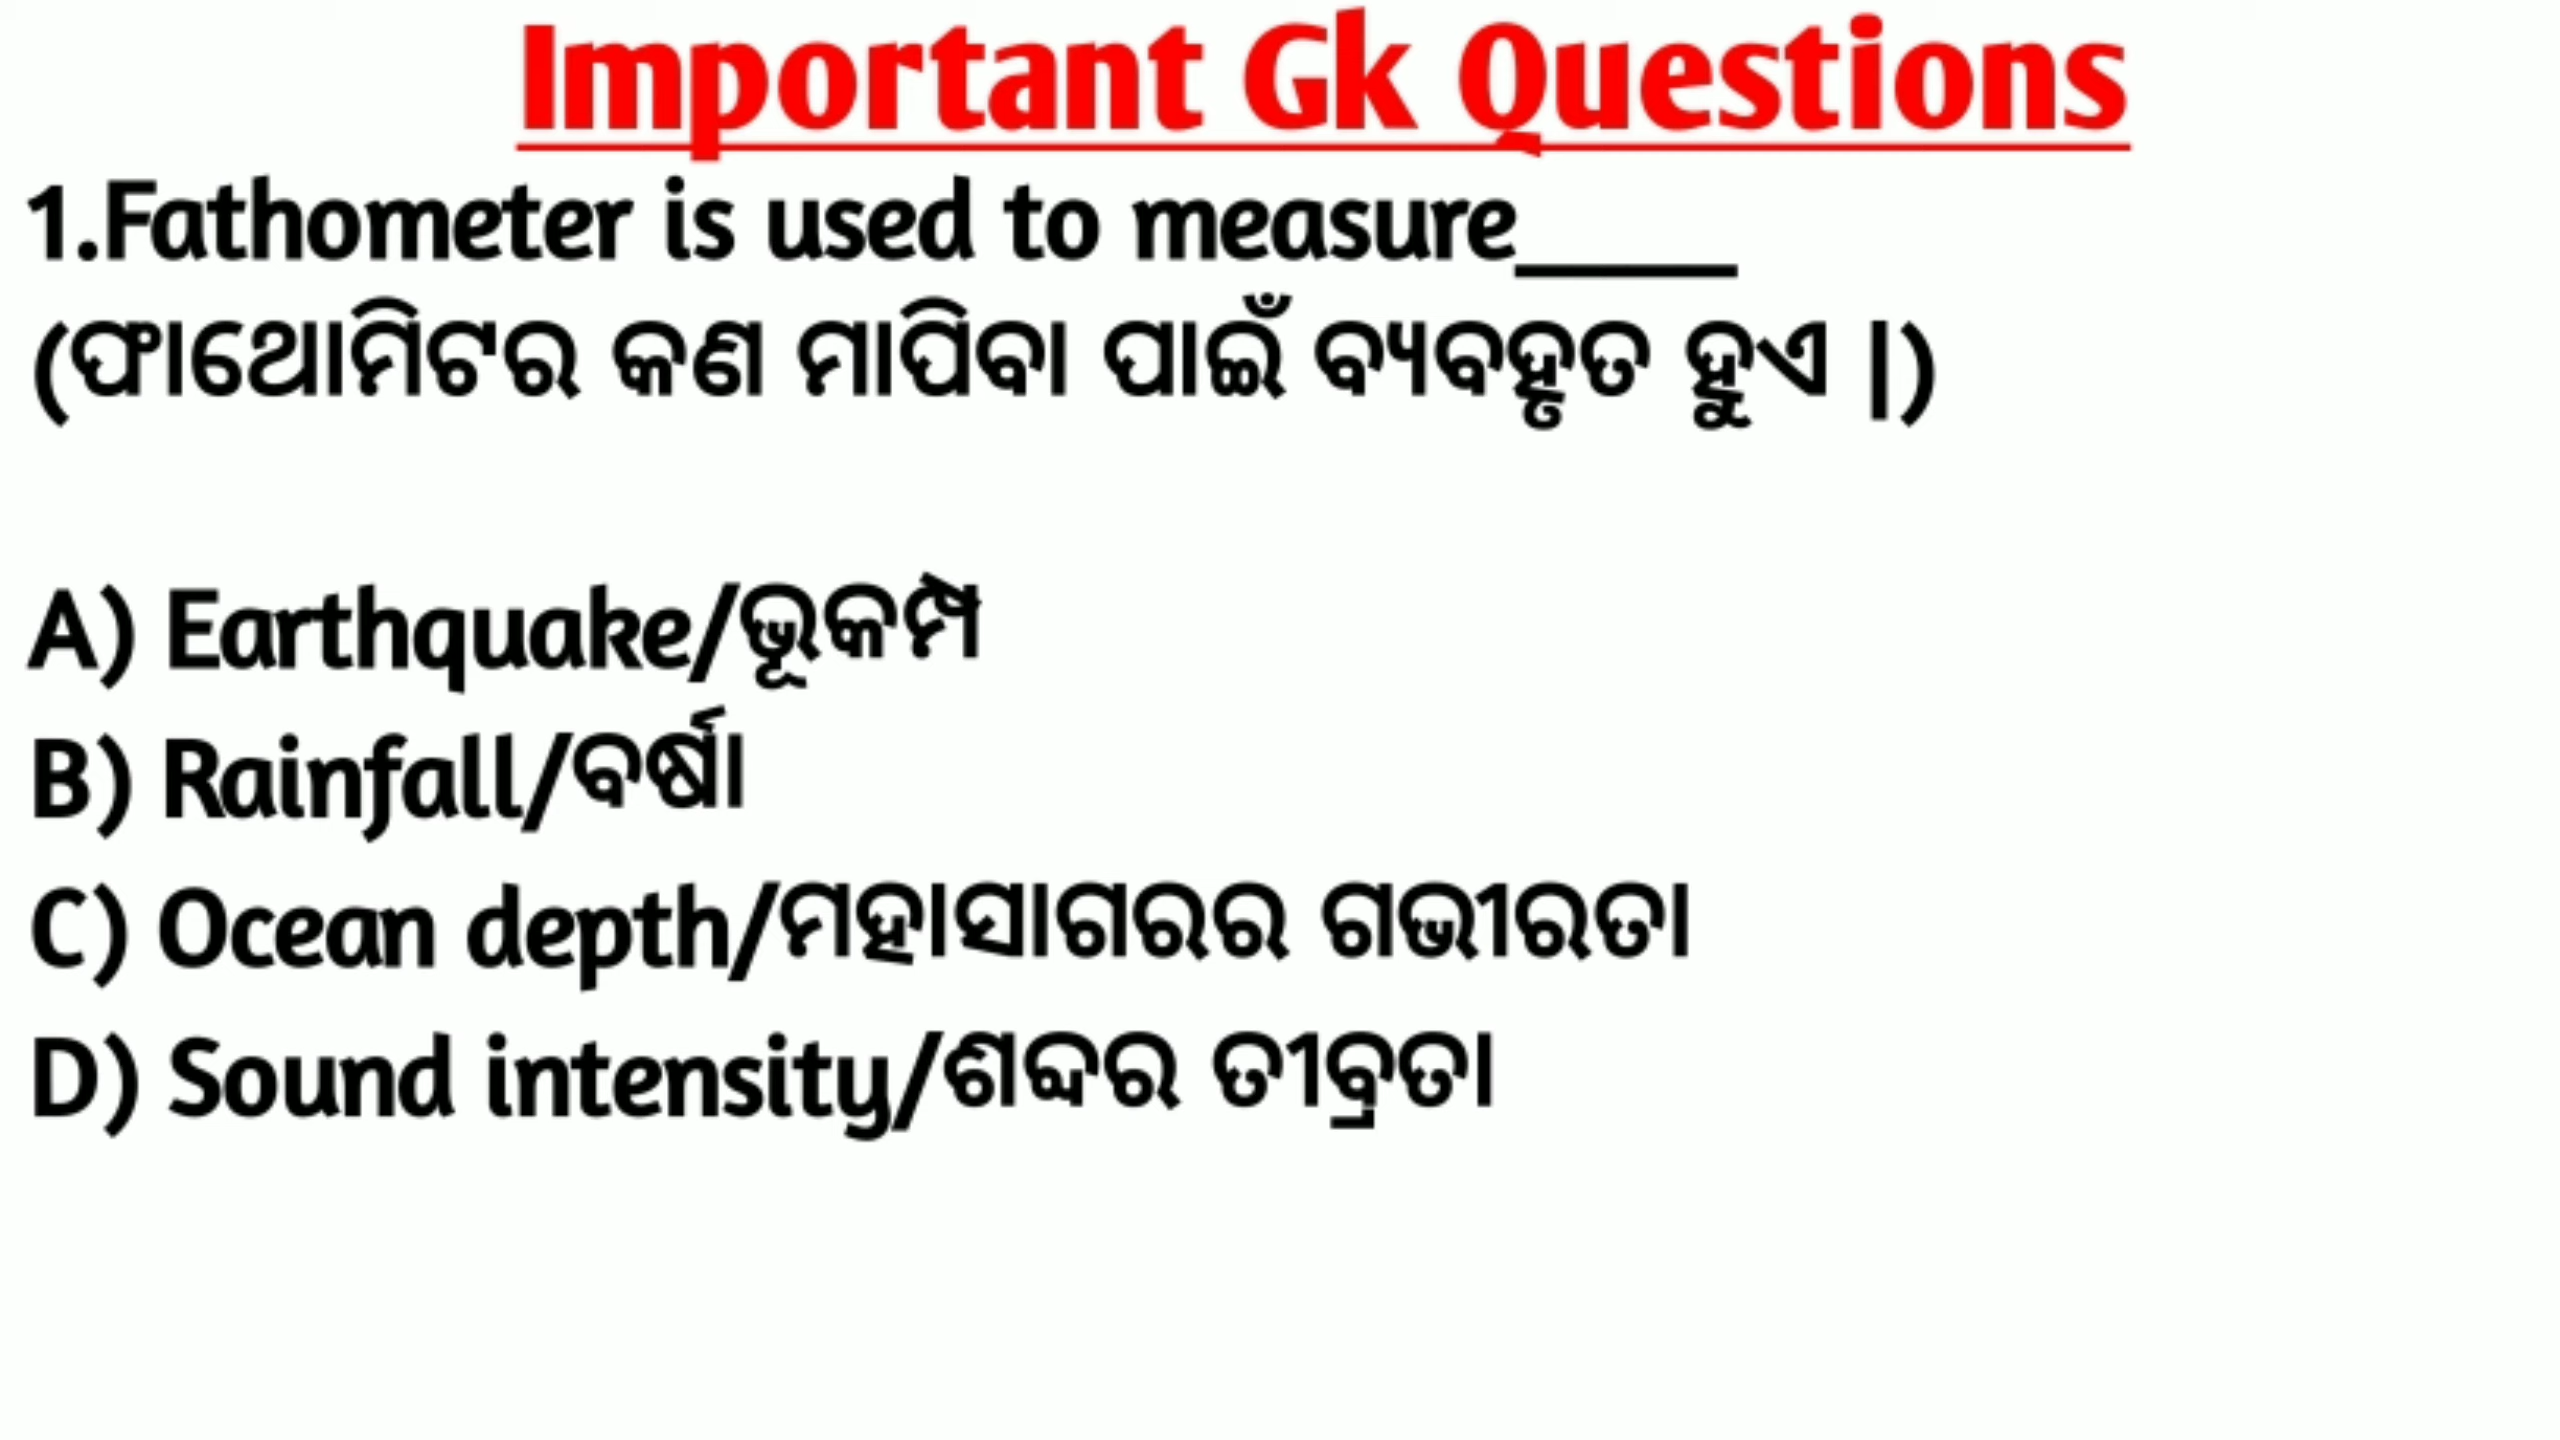 Important Gk Questions
1.Fathometer is used to measure____
(ଫାଥୋମିଟର କଣ ମାପିବା ପାଇଁ ବ୍ୟବହୃତ ହୁଏ |)
A) Earthquake/ଭୂକମ୍ପ
B) Rainfall/ବର୍ଷା
C) Ocean depth/ମହାସାଗରର ଗଭୀରତା
D) Sound intensity/ଶବ୍ଦର ତୀବ୍ରତା